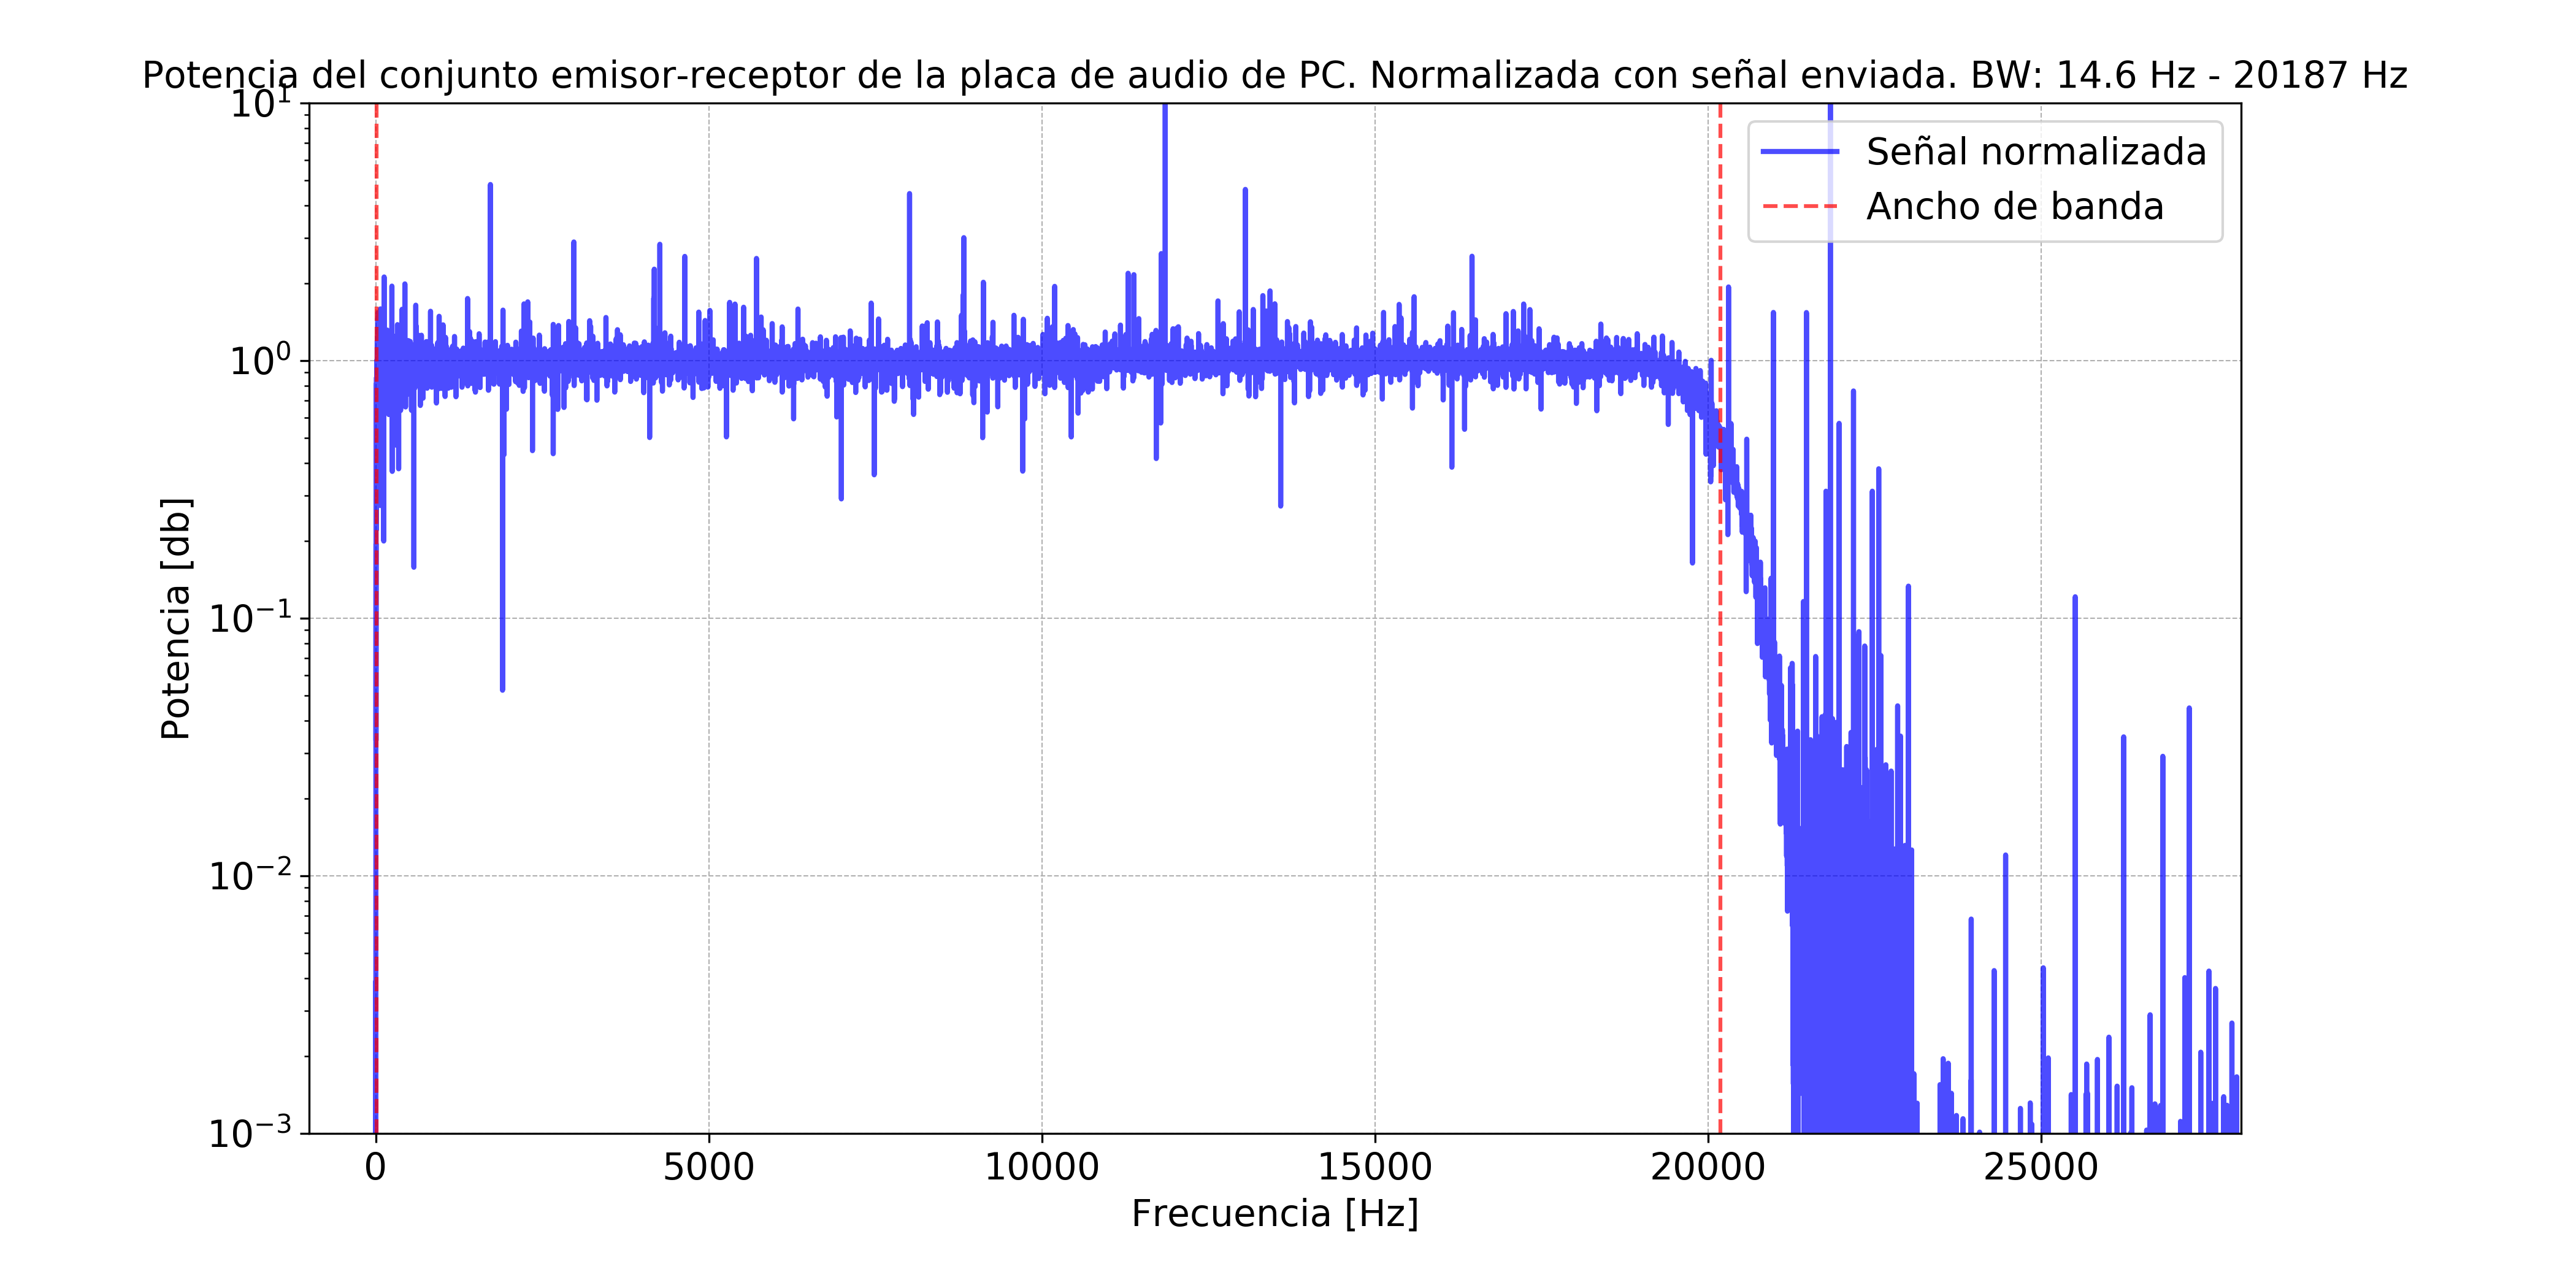 Potencia del conjunto emisor-receptor de la placa de audio de PC. Normalizada con señal enviada. BW: 14.6 Hz - 20187 Hz
Señal normalizada
Ancho de banda
Potencia [db]
10¹
10⁰
10⁻¹
10⁻²
10⁻³
0 5000 10000 15000 20000 25000
Frecuencia [Hz]